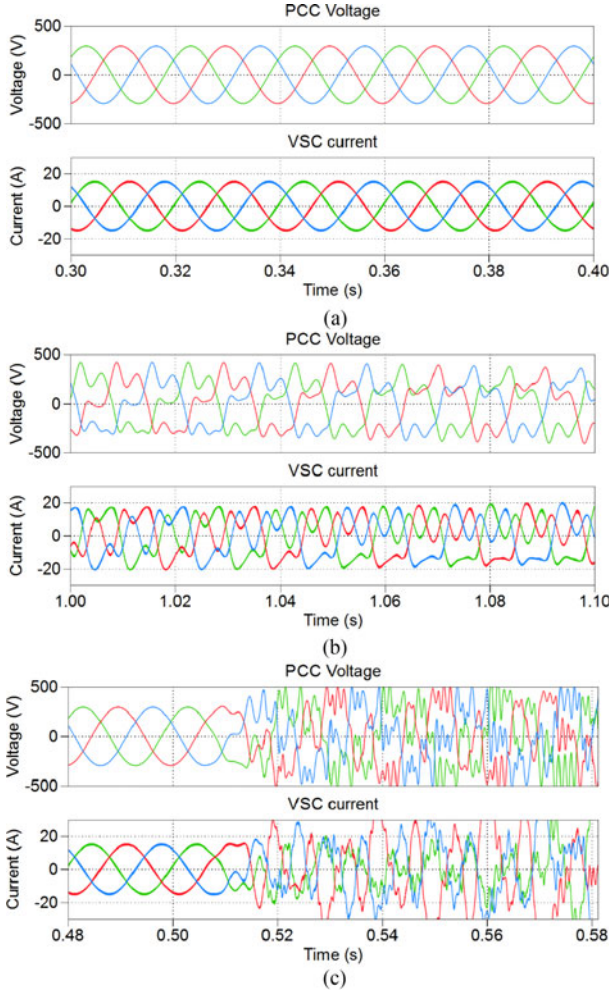 PCC Voltage
500
0
-500
Voltage (V)
VSC current
20
0
-20
Current (A)
0.30 0.32 0.34 0.36 0.38 0.40
Time (s)
(a)
PCC Voltage
500
0
-500
Voltage (V)
VSC current
20
0
-20
Current (A)
1.00 1.02 1.04 1.06 1.08 1.10
Time (s)
(b)
PCC Voltage
500
0
-500
Voltage (V)
VSC current
20
0
-20
Current (A)
0.48 0.50 0.52 0.54 0.56 0.58
Time (s)
(c)